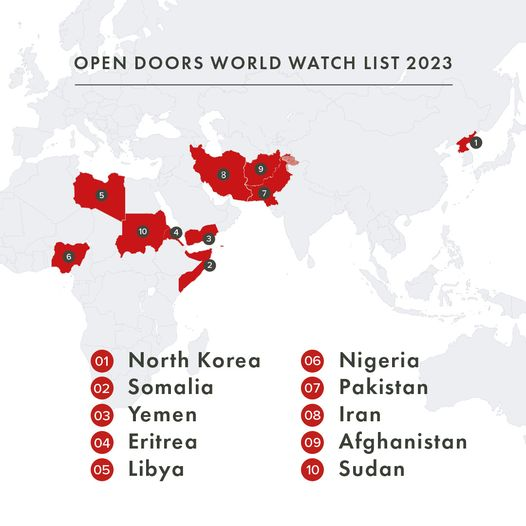 OPEN DOORS WORLD WATCH LIST 2023
1
9
8
7
5
10
4
3
6
2
01 North Korea
02 Somalia
03 Yemen
04 Eritrea
05 Libya
06 Nigeria
07 Pakistan
08 Iran
09 Afghanistan
10 Sudan